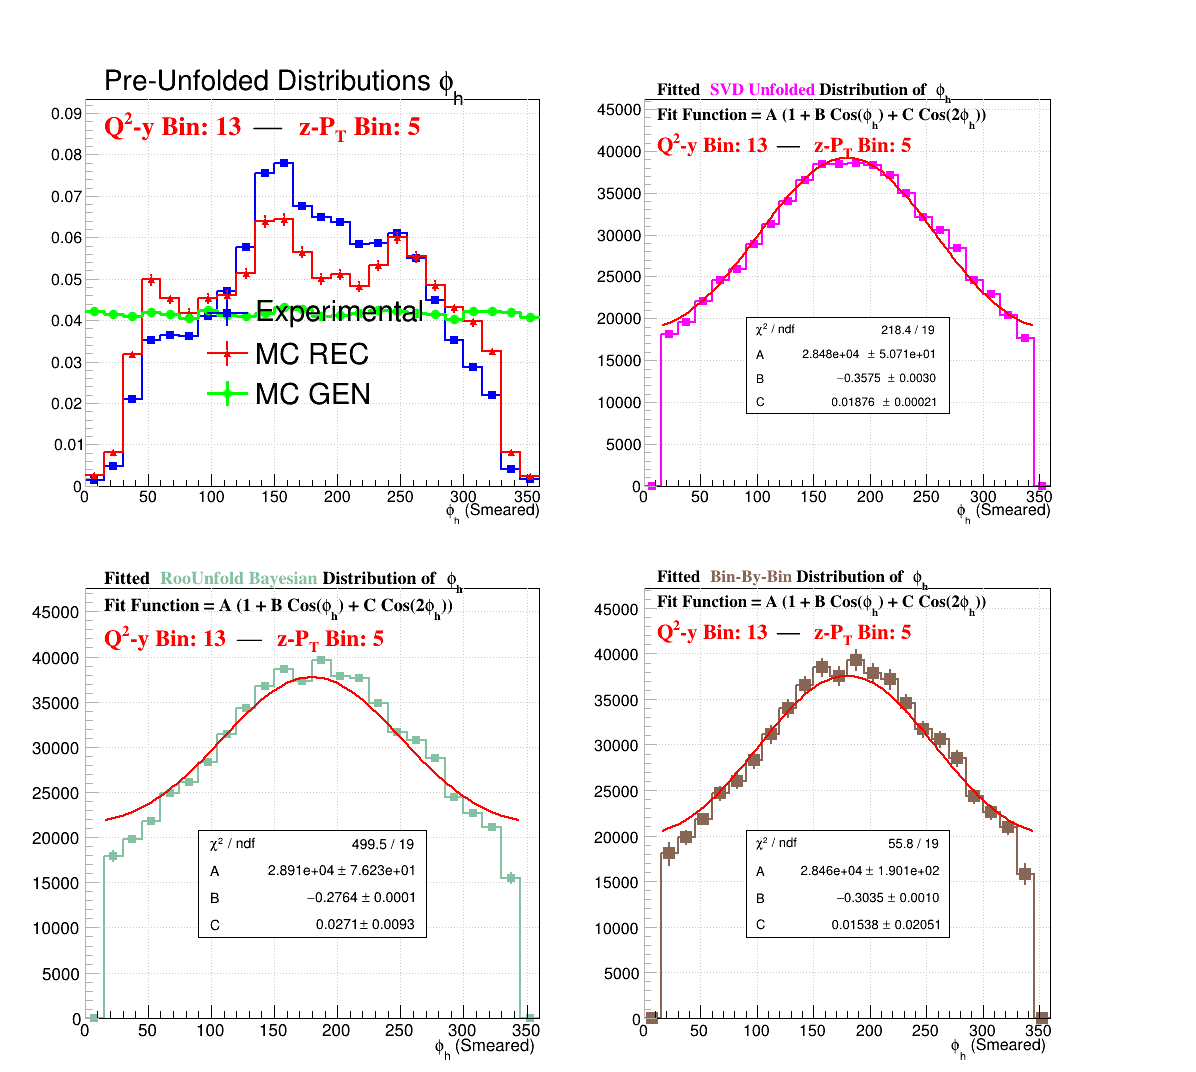 Pre-Unfolded Distributions ϕh
Q²-y Bin: 13 — z-PT Bin: 5
0.09
0.08
0.07
0.06
0.05
0.04
0.03
0.02
0.01
0
Experimental
MC REC
MC GEN
0 50 100 150 200 250 300 350
ϕh (Smeared)
Fitted SVD Unfolded Distribution of ϕh
Fit Function = A (1 + B Cos(ϕh) + C Cos(2ϕh))
Q²-y Bin: 13 — z-PT Bin: 5
45000
40000
35000
30000
25000
20000
15000
10000
5000
0
χ² / ndf 218.4 / 19
A 2.848e+04 ± 5.071e+01
B −0.3575 ± 0.0030
C 0.01876 ± 0.00021
0 50 100 150 200 250 300 350
ϕh (Smeared)
Fitted RooUnfold Bayesian Distribution of ϕh
Fit Function = A (1 + B Cos(ϕh) + C Cos(2ϕh))
Q²-y Bin: 13 — z-PT Bin: 5
45000
40000
35000
30000
25000
20000
15000
10000
5000
0
χ² / ndf 499.5 / 19
A 2.891e+04 ± 7.623e+01
B −0.2764 ± 0.0001
C 0.0271 ± 0.0093
0 50 100 150 200 250 300 350
ϕh (Smeared)
Fitted Bin-By-Bin Distribution of ϕh
Fit Function = A (1 + B Cos(ϕh) + C Cos(2ϕh))
Q²-y Bin: 13 — z-PT Bin: 5
45000
40000
35000
30000
25000
20000
15000
10000
5000
0
χ² / ndf 55.8 / 19
A 2.846e+04 ± 1.901e+02
B −0.3035 ± 0.0010
C 0.01538 ± 0.02051
0 50 100 150 200 250 300 350
ϕh (Smeared)